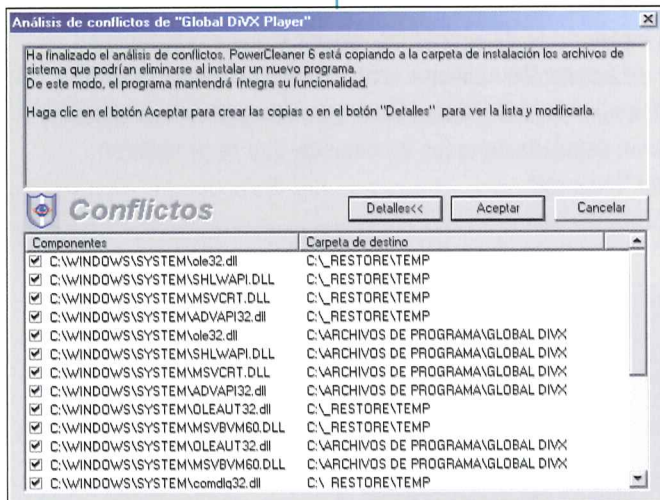 Análisis de conflictos de "Global DiVX Player"
Ha finalizado el análisis de conflictos. PowerCleaner 6 está copiando a la carpeta de instalación los archivos de
sistema que podrían eliminarse al instalar un nuevo programa.
De este modo, el programa mantendrá íntegra su funcionalidad.
Haga clic en el botón Aceptar para crear las copias o en el botón "Detalles" para ver la lista y modificarla.
Conflictos
Detalles<<
Aceptar
Cancelar
Componentes Carpeta de destino
C:\WINDOWS\SYSTEM\ole32.dll C:\_RESTORE\TEMP
C:\WINDOWS\SYSTEM\SHLWAPI.DLL C:\_RESTORE\TEMP
C:\WINDOWS\SYSTEM\MSVCRT.DLL C:\_RESTORE\TEMP
C:\WINDOWS\SYSTEM\ADVAPI32.dll C:\_RESTORE\TEMP
C:\WINDOWS\SYSTEM\ole32.dll C:\ARCHIVOS DE PROGRAMA\GLOBAL DIVX
C:\WINDOWS\SYSTEM\SHLWAPI.DLL C:\ARCHIVOS DE PROGRAMA\GLOBAL DIVX
C:\WINDOWS\SYSTEM\MSVCRT.DLL C:\ARCHIVOS DE PROGRAMA\GLOBAL DIVX
C:\WINDOWS\SYSTEM\ADVAPI32.dll C:\ARCHIVOS DE PROGRAMA\GLOBAL DIVX
C:\WINDOWS\SYSTEM\OLEAUT32.dll C:\_RESTORE\TEMP
C:\WINDOWS\SYSTEM\MSVBVM60.DLL C:\_RESTORE\TEMP
C:\WINDOWS\SYSTEM\OLEAUT32.dll C:\ARCHIVOS DE PROGRAMA\GLOBAL DIVX
C:\WINDOWS\SYSTEM\MSVBVM60.DLL C:\ARCHIVOS DE PROGRAMA\GLOBAL DIVX
C:\WINDOWS\SYSTEM\comdlg32.dll C:\_RESTORE\TEMP